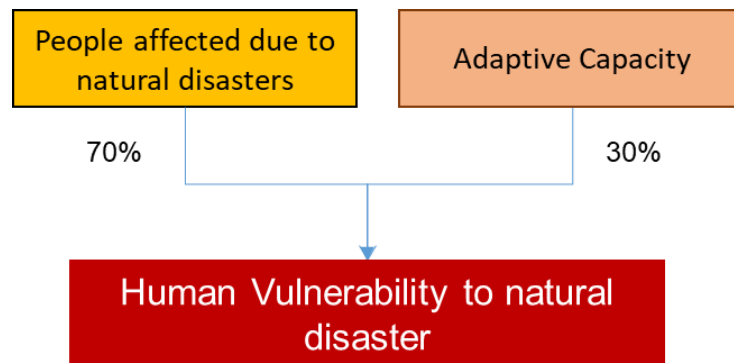 People affected due to
natural disasters
Adaptive Capacity
70%
30%
Human Vulnerability to natural
disaster